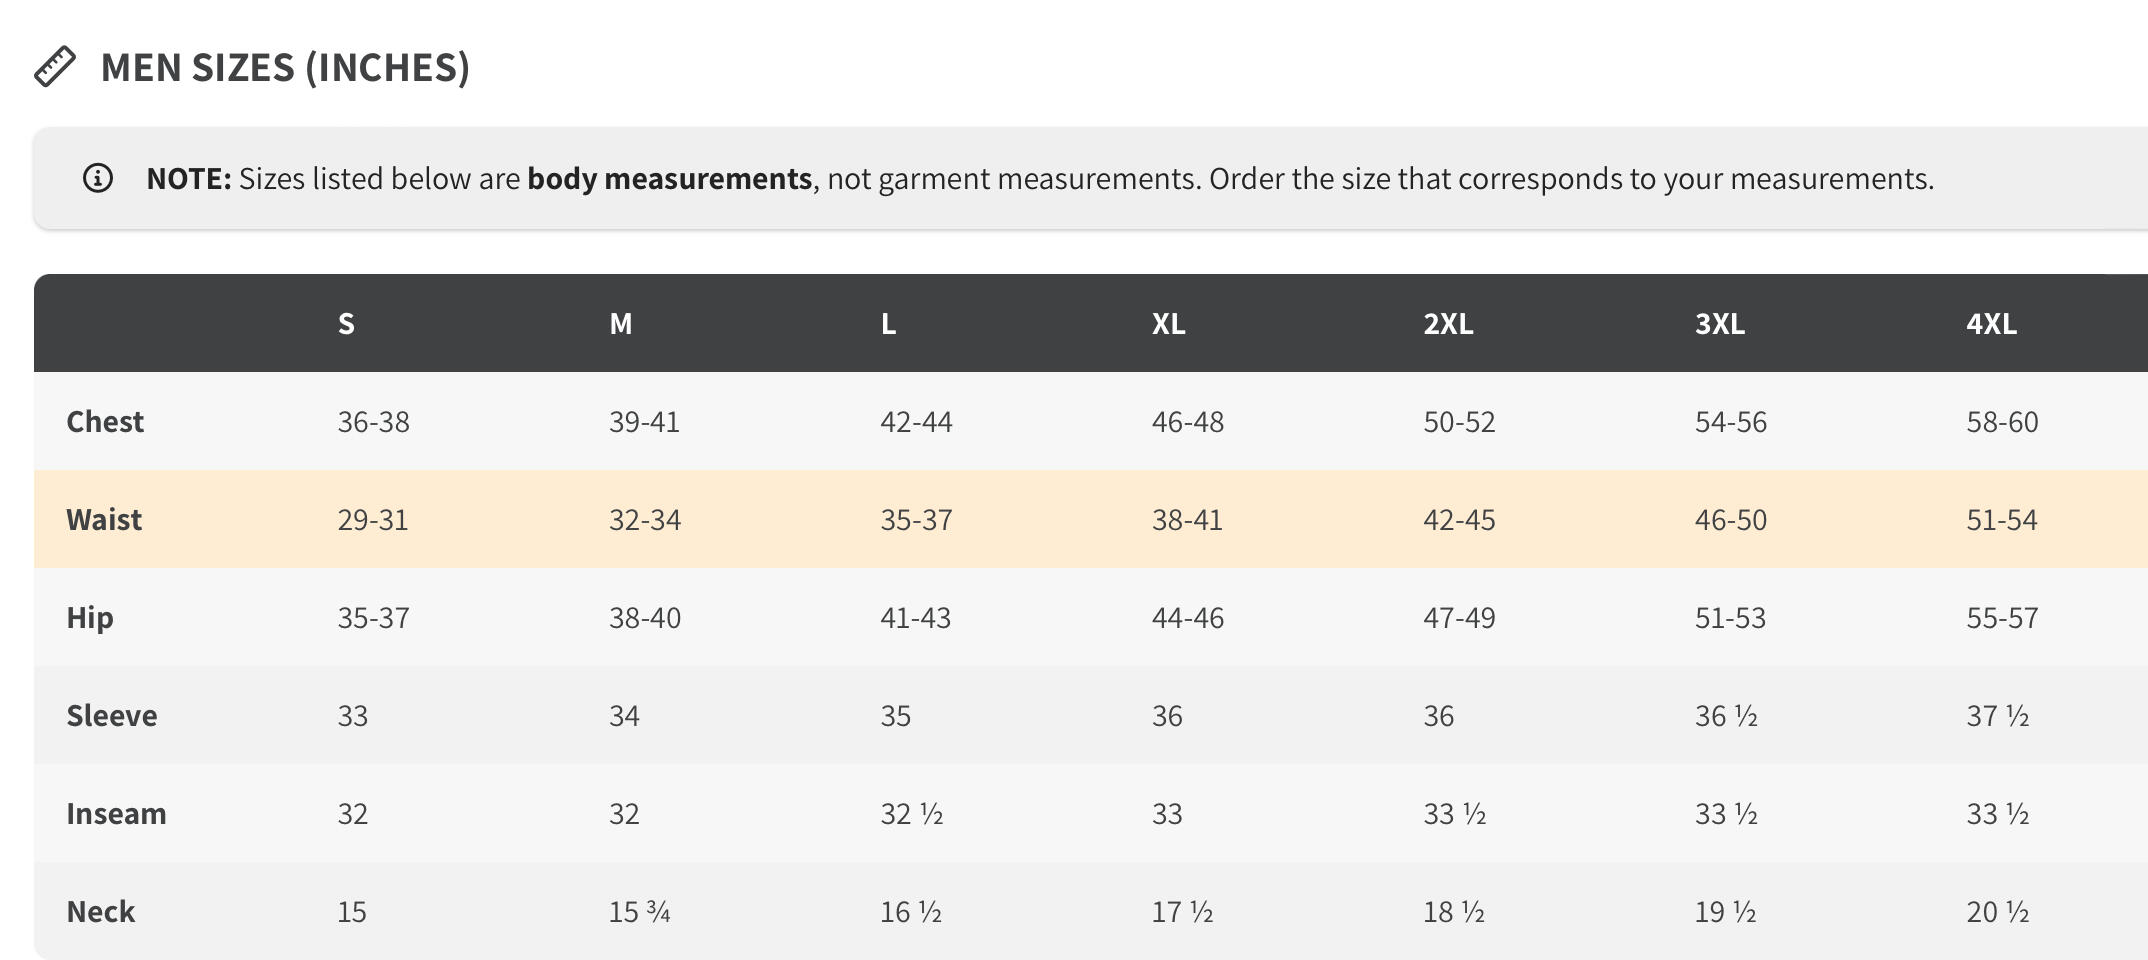 MEN SIZES (INCHES)
NOTE: Sizes listed below are body measurements, not garment measurements. Order the size that corresponds to your measurements.
S M L XL 2XL 3XL 4XL
Chest 36-38 39-41 42-44 46-48 50-52 54-56 58-60
Waist 29-31 32-34 35-37 38-41 42-45 46-50 51-54
Hip 35-37 38-40 41-43 44-46 47-49 51-53 55-57
Sleeve 33 34 35 36 36 36 ½ 37 ½
Inseam 32 32 32 ½ 33 33 ½ 33 ½ 33 ½
Neck 15 15 ¾ 16 ½ 17 ½ 18 ½ 19 ½ 20 ½